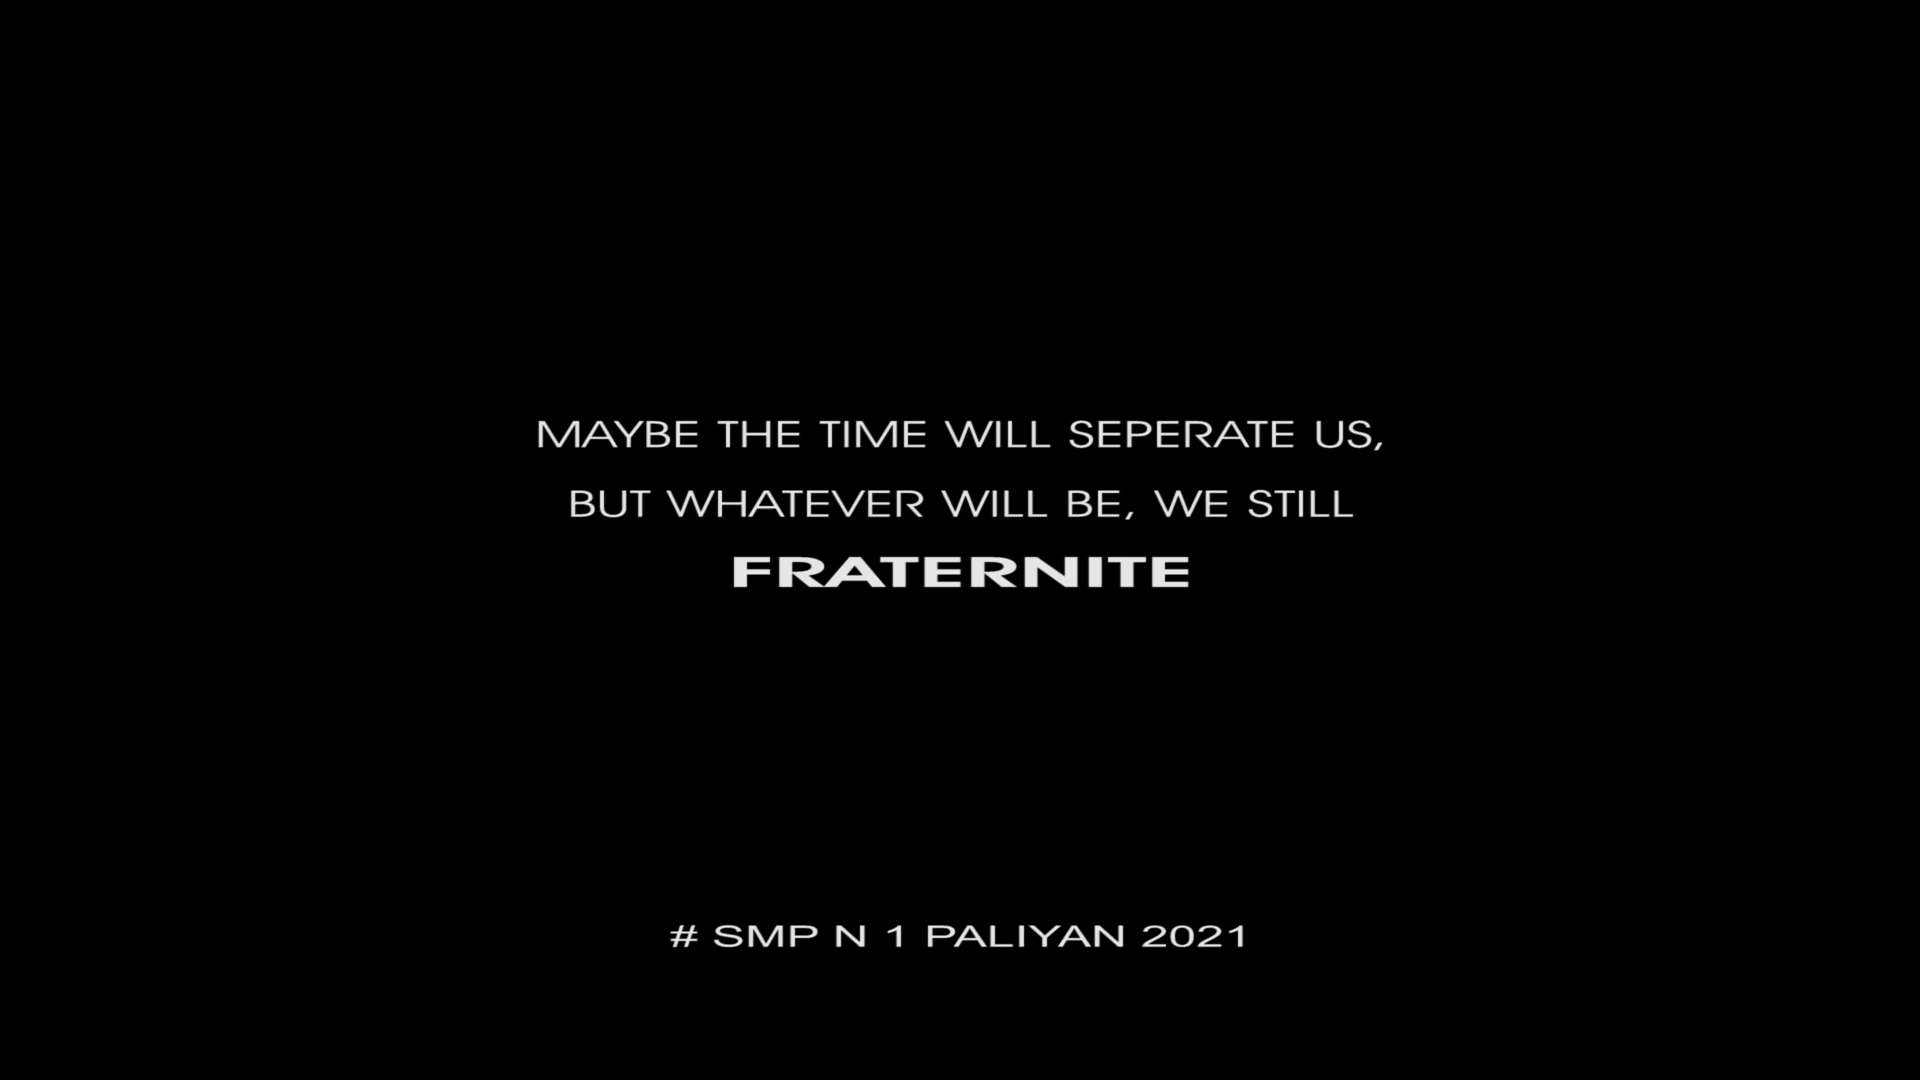 MAYBE THE TIME WILL SEPERATE US,
BUT WHATEVER WILL BE, WE STILL
FRATERNITE
# SMP N 1 PALIYAN 2021